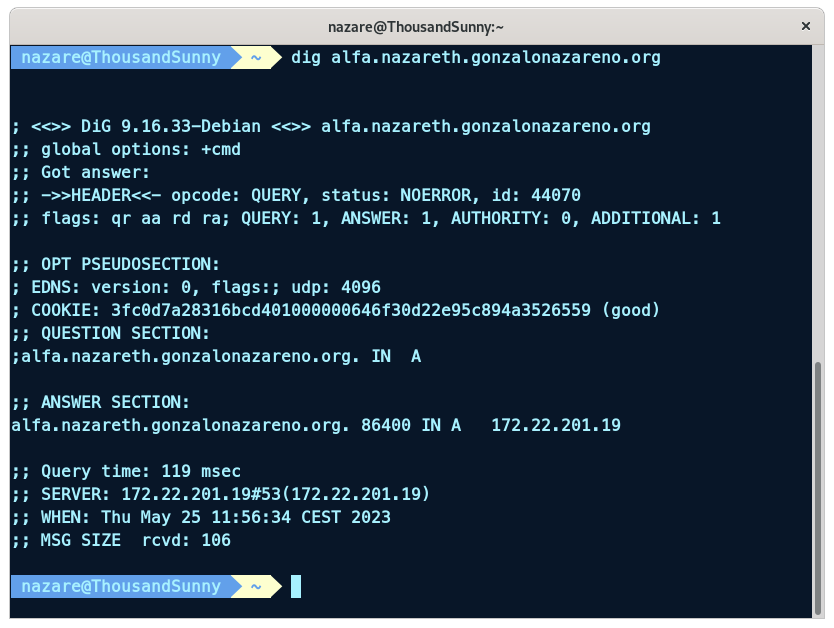 nazare@ThousandSunny:~ ×
nazare@ThousandSunny ~ dig alfa.nazareth.gonzalonazareno.org
; <<>> DiG 9.16.33-Debian <<>> alfa.nazareth.gonzalonazareno.org
;; global options: +cmd
;; Got answer:
;; ->>HEADER<<- opcode: QUERY, status: NOERROR, id: 44070
;; flags: qr aa rd ra; QUERY: 1, ANSWER: 1, AUTHORITY: 0, ADDITIONAL: 1
;; OPT PSEUDOSECTION:
; EDNS: version: 0, flags:; udp: 4096
; COOKIE: 3fc0d7a28316bcd401000000646f30d22e95c894a3526559 (good)
;; QUESTION SECTION:
;alfa.nazareth.gonzalonazareno.org. IN  A
;; ANSWER SECTION:
alfa.nazareth.gonzalonazareno.org. 86400 IN A   172.22.201.19
;; Query time: 119 msec
;; SERVER: 172.22.201.19#53(172.22.201.19)
;; WHEN: Thu May 25 11:56:34 CEST 2023
;; MSG SIZE  rcvd: 106
nazare@ThousandSunny ~